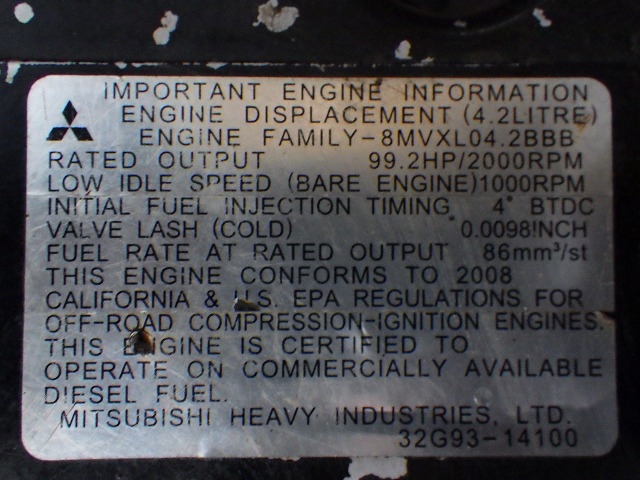 IMPORTANT ENGINE INFORMATION
ENGINE DISPLACEMENT (4.2LITRE)
ENGINE FAMILY-8MVXL04.2BBB
RATED OUTPUT 99.2HP/2000RPM
LOW IDLE SPEED (BARE ENGINE)1000RPM
INITIAL FUEL INJECTION TIMING 4° BTDC
VALVE LASH (COLD) 0.0098INCH
FUEL RATE AT RATED OUTPUT 86mm³/st
THIS ENGINE CONFORMS TO 2008
CALIFORNIA & U.S. EPA REGULATIONS FOR
OFF-ROAD COMPRESSION-IGNITION ENGINES.
THIS ENGINE IS CERTIFIED TO
OPERATE ON COMMERCIALLY AVAILABLE
DIESEL FUEL.
MITSUBISHI HEAVY INDUSTRIES, LTD.
32G93-14100